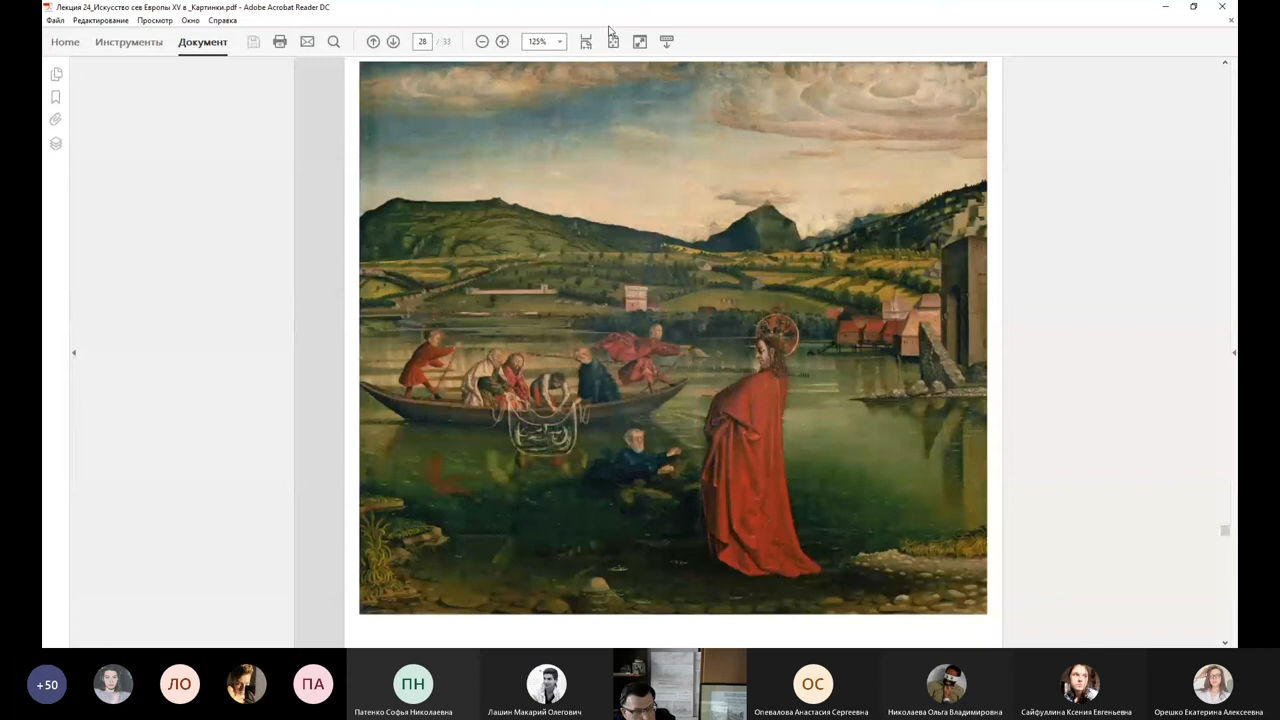 Лекция 24_Искусство сев Европы XV в _Картинки.pdf - Adobe Acrobat Reader DC
Файл Редактирование Просмотр Окно Справка
Home Инструменты Документ 28 / 33 125%
+50 ЛО ПА ПН ОС
Патенко Софья Николаевна Лашин Макарий Олегович Опевалова Анастасия Сергеевна Николаева Ольга Владимировна Сайфуллина Ксения Евгеньевна Орешко Екатерина Алексеевна